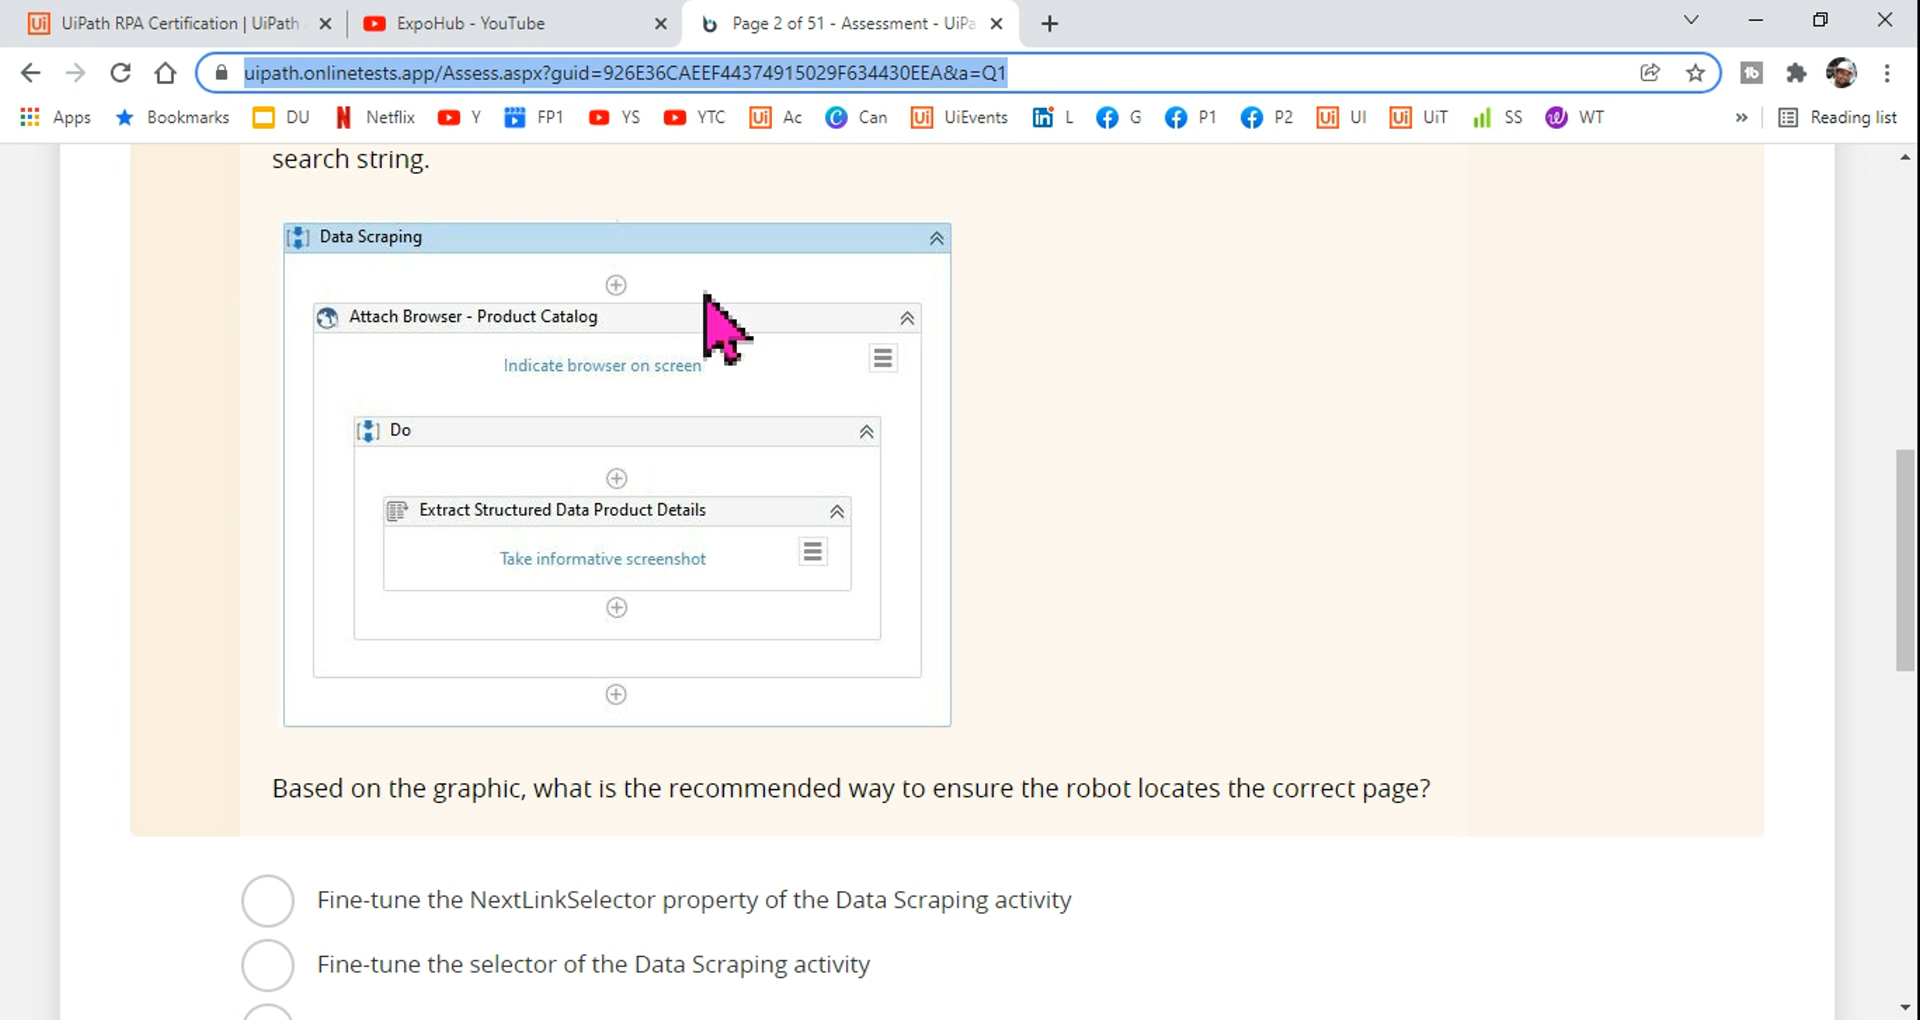 UiPath RPA Certification | UiPath
ExpoHub - YouTube
Page 2 of 51 - Assessment - UiPa
uipath.onlinetests.app/Assess.aspx?guid=926E36CAEEF44374915029F634430EEA&a=Q1
Apps Bookmarks DU Netflix Y FP1 YS YTC Ac Can UiEvents L G P1 P2 UI UiT SS WT » Reading list
search string.
Data Scraping
Attach Browser - Product Catalog
Indicate browser on screen
Do
Extract Structured Data Product Details
Take informative screenshot
Based on the graphic, what is the recommended way to ensure the robot locates the correct page?
Fine-tune the NextLinkSelector property of the Data Scraping activity
Fine-tune the selector of the Data Scraping activity